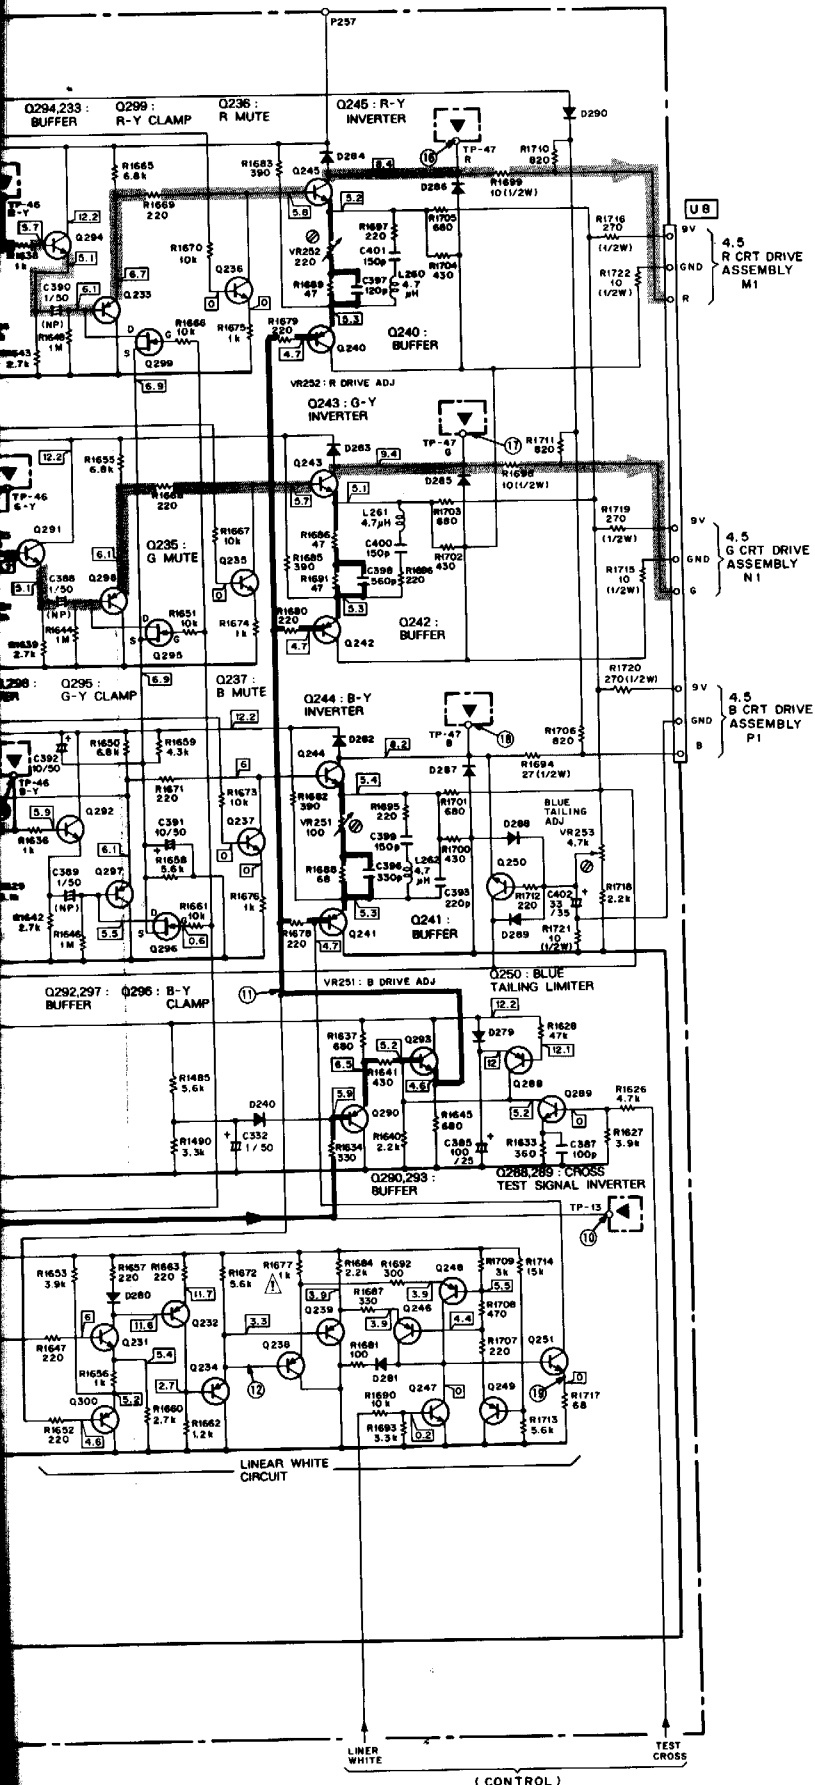 P257
Q294,233 :
BUFFER
Q299 :
R-Y CLAMP
Q236 :
R MUTE
Q245 : R-Y
INVERTER
TP-47
R
16
D290
R1710
820
R1665
6.8k
R1683
390
D284
8.4
Q245
D286
R1699
10(1/2W)
TP-46
5.7
12.2
R1669
220
5.8
5.2
R1705
680
R1716
270
(1/2W)
U8
9V
4.5
R CRT DRIVE
ASSEMBLY
M1
GND
R
Q294
1k
5.1
R1670
10k
VR252
220
R1697
220
C401
150p
R1704
430
R1722
10
(1/2W)
C390
1/50
(NP)
6.1
6.7
Q236
0
0
R1689
47
C397
120p
L260
4.7
μH
Q233
R1648
1M
R1643
2.7k
D
G
S
R1666
10k
Q299
R1675
1k
R1679
220
5.3
4.7
Q240
Q240 :
BUFFER
6.9
VR252 : R DRIVE ADJ
Q243 : G-Y
INVERTER
TP-47
G
17
R1711
820
12.2
R1655
6.8k
D283
9.4
Q243
D285
R1698
10(1/2W)
TP-46
G-Y
R1668
220
5.7
5.1
R1703
680
R1719
270
(1/2W)
9V
4.5
G CRT DRIVE
ASSEMBLY
N1
GND
G
Q291
6.1
Q235 :
G MUTE
R1667
10k
Q235
R1686
47
R1685
390
L261
4.7μH
C400
150p
R1702
430
R1715
10
(1/2W)
5.1
C388
1/50
(NP)
Q298
0
R1691
47
C398
560p
R1696
220
R1639
2.7k
R1644
1M
D
S
G
R1651
10k
Q295
R1674
1k
R1680
220
5.3
4.7
Q242
Q242 :
BUFFER
6.9
Q295 :
G-Y CLAMP
Q237 :
B MUTE
12.2
Q244 : B-Y
INVERTER
TP-47
B
18
R1720
270(1/2W)
9V
4.5
B CRT DRIVE
ASSEMBLY
P1
GND
B
C392
10/50
R1650
6.8k
R1659
4.3k
D282
8.2
R1706
820
R1694
27 (1/2W)
TP-46
B-Y
6
Q244
D287
R1671
220
R1673
10k
R1682
390
5.4
R1701
680
BLUE
TAILING
ADJ
VR253
4.7k
5.9
Q292
R1636
1k
C391
10/50
Q237
0
0
VR251
100
R1695
220
C399
150p
R1700
430
D288
Q250
C389
1/50
(NP)
6.1
R1658
5.6k
Q297
R1688
68
C396
330p
L262
4.7
μH
C393
220p
R1712
220
C402
33
/35
R1718
2.2k
R1642
2.7k
R1646
1M
5.5
D
S
G
R1661
10k
0.6
Q296
R1676
1k
R1678
220
5.3
4.7
Q241
Q241 :
BUFFER
D289
R1721
10
(1/2W)
Q292,297 :
BUFFER
Q296 : B-Y
CLAMP
11
VR251 : B DRIVE ADJ
Q250 : BLUE
TAILING LIMITER
12.2
R1637
680
5.2
Q293
D279
R1628
47k
6.5
R1641
430
4.6
12
12.1
Q288
R1485
5.6k
D240
5.9
Q290
R1645
680
5.2
Q289
0
R1626
4.7k
R1490
3.3k
C332
1/50
R1634
330
R1640
2.2k
C385
100
/25
R1633
360
C387
100p
R1627
3.9k
Q290,293 :
BUFFER
Q288,289 : CROSS
TEST SIGNAL INVERTER
TP-13
10
R1653
3.9k
R1657
220
R1663
220
R1672
5.6k
R1677
1k
R1684
2.2k
R1692
300
Q248
R1709
3k
R1714
15k
D280
11.7
3.9
R1687
330
3.9
5.5
11.6
Q232
3.3
Q239
Q246
R1708
470
6
3.9
4.4
R1647
220
Q231
5.4
Q238
R1681
100
D281
R1707
220
Q251
R1656
1k
Q234
2.7
12
0
19
0
Q300
5.2
R1660
2.7k
R1690
10k
Q247
Q249
R1717
68
R1652
220
4.6
R1662
1.2k
R1693
3.3k
0.2
R1713
5.6k
LINEAR WHITE
CIRCUIT
LINER
WHITE
TEST
CROSS
(CONTROL)